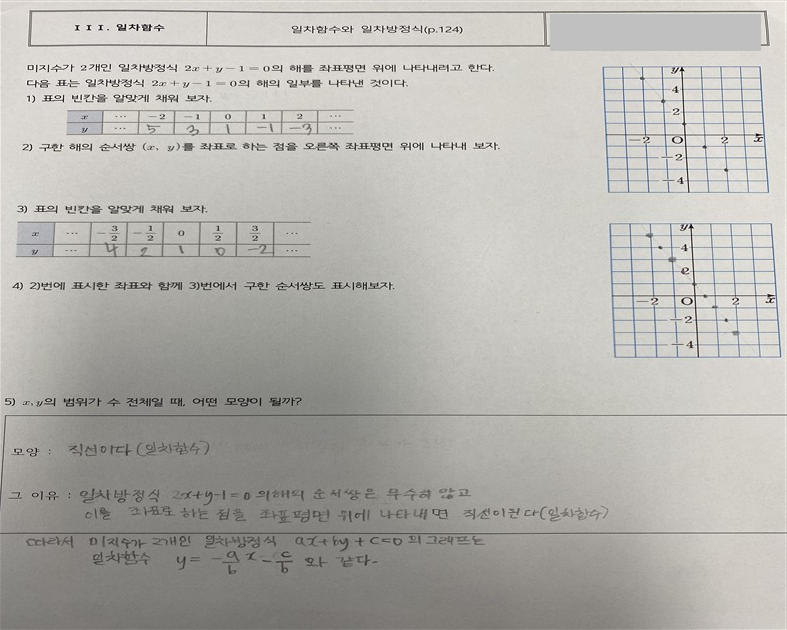 I I I. 일차함수
일차함수와 일차방정식(p.124)
미지수가 2개인 일차방정식 2x+y-1=0의 해를 좌표평면 위에 나타내려고 한다.
다음 표는 일차방정식 2x+y-1=0의 해의 일부를 나타낸 것이다.
1) 표의 빈칸을 알맞게 채워 보자.
x ⋯ -2 -1 0 1 2 ⋯
y ⋯ 5 3 1 -1 -3 ⋯
2) 구한 해의 순서쌍 (x, y)를 좌표로 하는 점을 오른쪽 좌표평면 위에 나타내 보자.
y
4
2
-2 O 2 x
-2
-4
3) 표의 빈칸을 알맞게 채워 보자.
x ⋯ -3/2 -1/2 0 1/2 3/2 ⋯
y ⋯ 4 2 1 0 -2 ⋯
4) 2)번에 표시한 좌표와 함께 3)번에서 구한 순서쌍도 표시해보자.
y
4
2
-2 O 2 x
-2
-4
5) x, y의 범위가 수 전체일 때, 어떤 모양이 될까?
모양 : 직선이다 (일차함수)
그 이유 : 일차방정식 2x+y-1=0의 해의 순서쌍은 무수히 많고
이를 좌표로 하는 점을 좌표평면 위에 나타내면 직선이 된다(일차함수)
따라서 미지수가 2개인 일차방정식 ax+by+c=0의 그래프는
일차함수 y= -a/b x - c/b 와 같다.